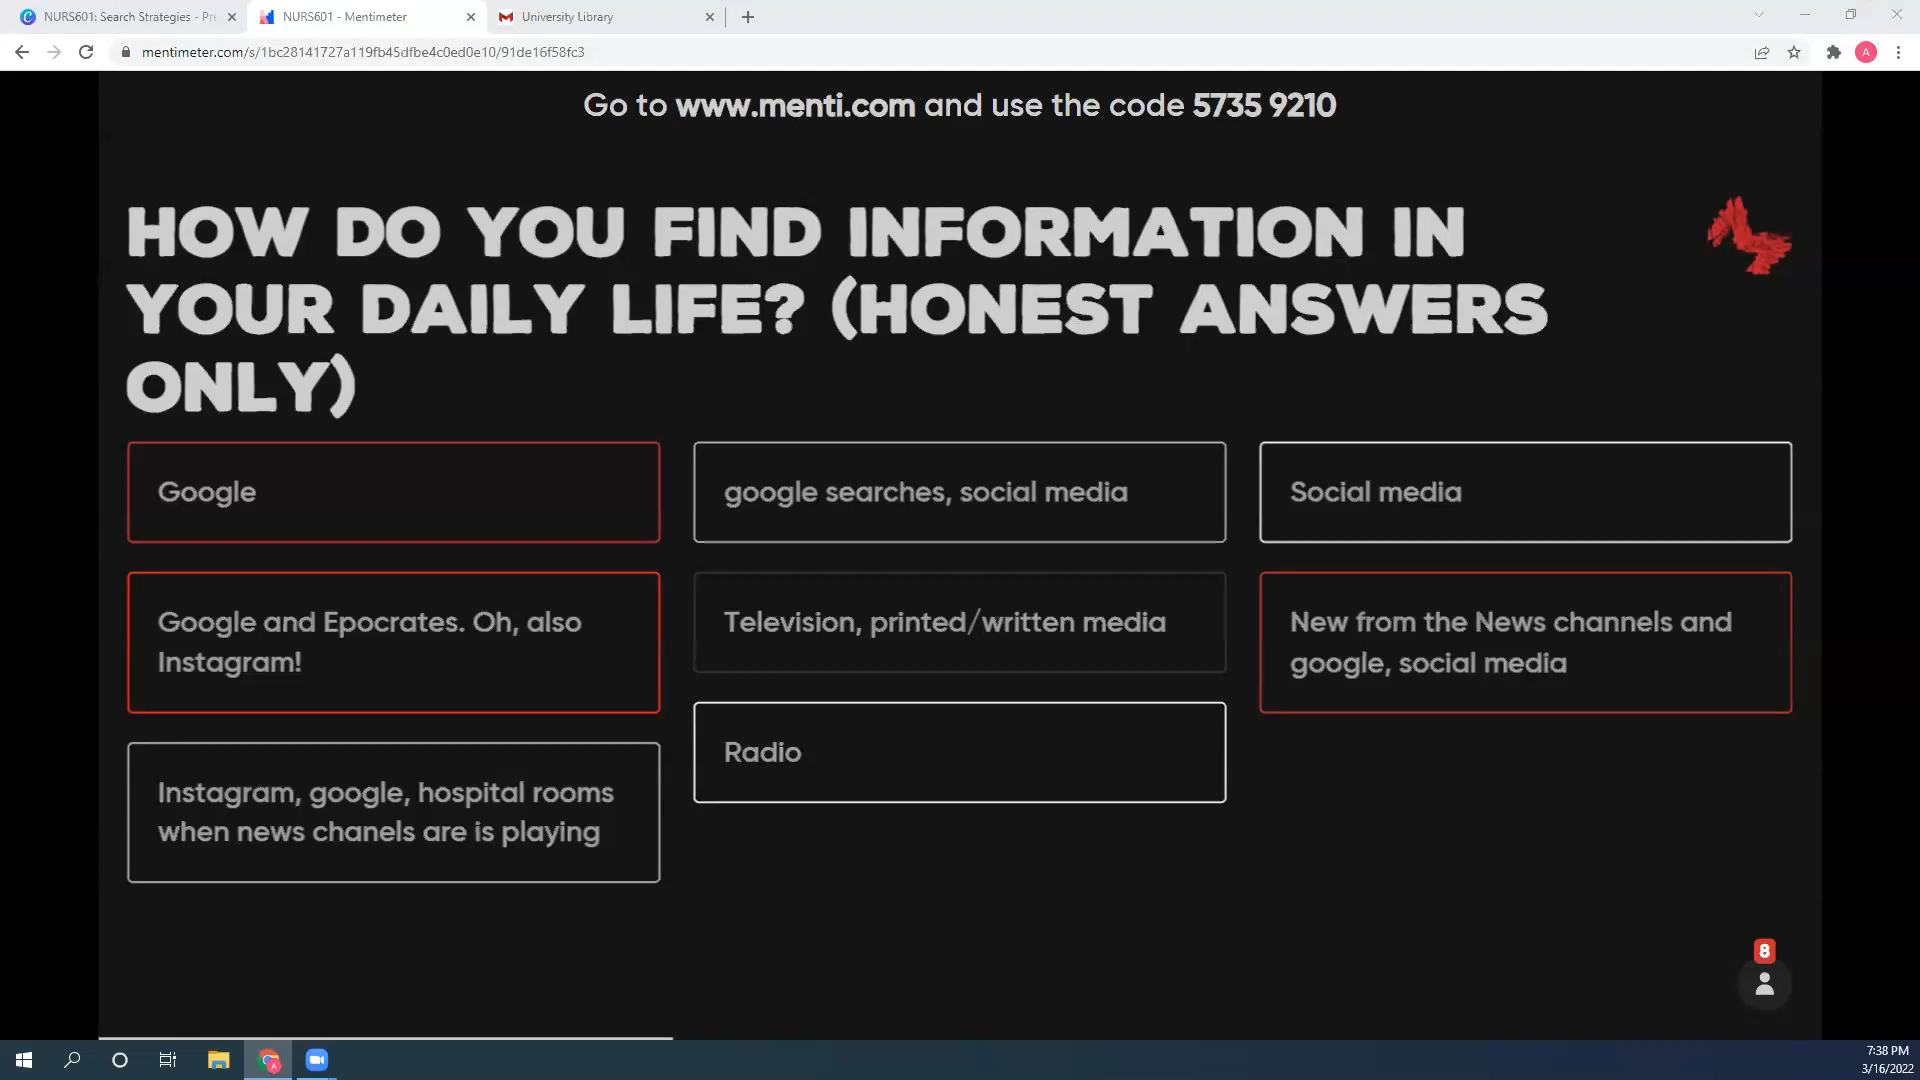 NURS601: Search Strategies - Pre
NURS601 - Mentimeter
University Library
mentimeter.com/s/1bc28141727a119fb45dfbe4c0ed0e10/91de16f58fc3
A
Go to www.menti.com and use the code 5735 9210
HOW DO YOU FIND INFORMATION IN
YOUR DAILY LIFE? (HONEST ANSWERS
ONLY)
Google
google searches, social media
Social media
Google and Epocrates. Oh, also
Instagram!
Television, printed/written media
New from the News channels and
google, social media
Radio
Instagram, google, hospital rooms
when news chanels are is playing
8
7:38 PM
3/16/2022